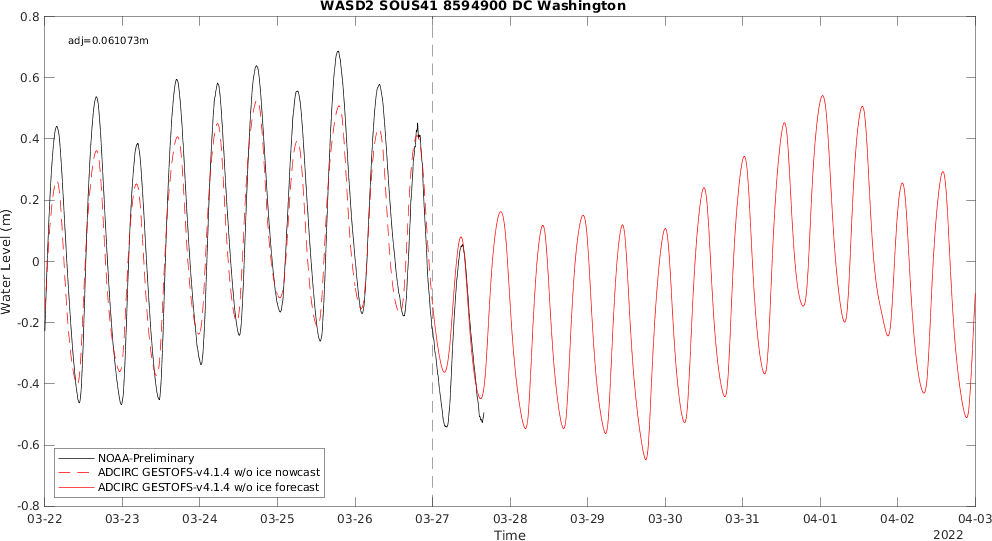 WASD2 SOUS41 8594900 DC Washington
adj=0.061073m
0.8
0.6
0.4
0.2
0
-0.2
-0.4
-0.6
-0.8
Water Level (m)
NOAA-Preliminary
ADCIRC GESTOFS-v4.1.4 w/o ice nowcast
ADCIRC GESTOFS-v4.1.4 w/o ice forecast
03-22 03-23 03-24 03-25 03-26 03-27 03-28 03-29 03-30 03-31 04-01 04-02 04-03
Time
2022